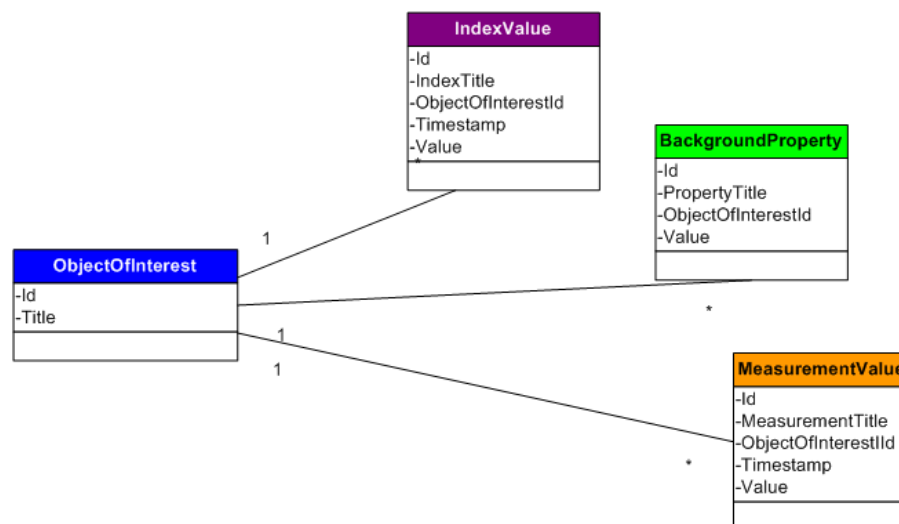 IndexValue
-Id
-IndexTitle
-ObjectOfInterestId
-Timestamp
-Value
*
BackgroundProperty
-Id
-PropertyTitle
-ObjectOfInterestId
-Value
1
ObjectOfInterest
-Id
-Title
*
1
1
MeasurementValue
-Id
-MeasurementTitle
-ObjectOfInterestIId
-Timestamp
-Value
*